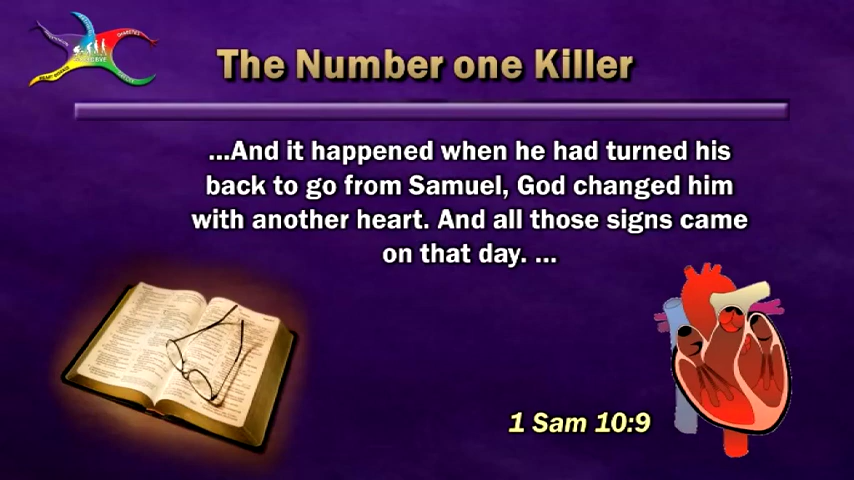 The Number one Killer
...And it happened when he had turned his
back to go from Samuel, God changed him
with another heart. And all those signs came
on that day. ...
1 Sam 10:9